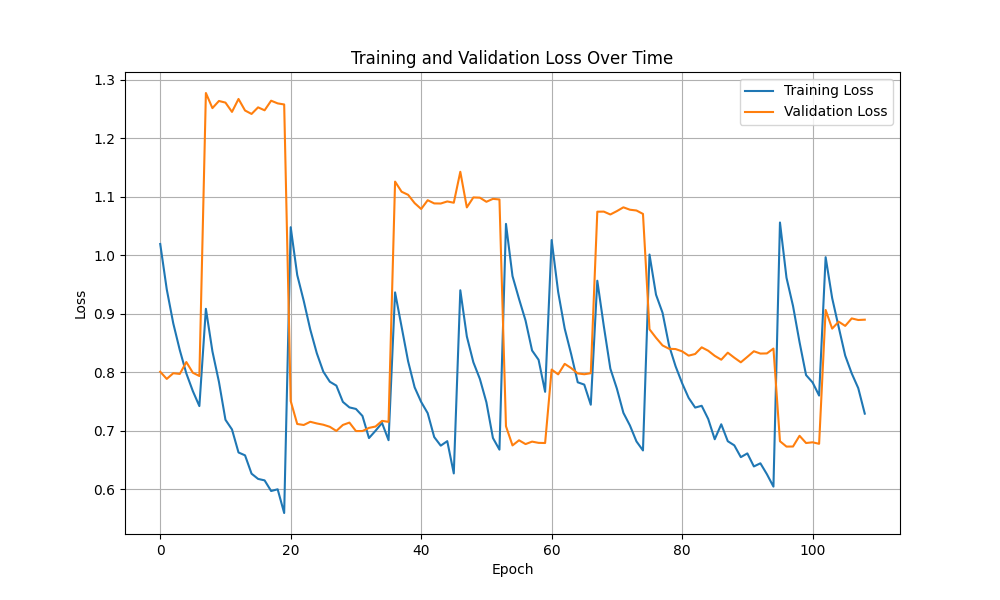 Training and Validation Loss Over Time
Training Loss
Validation Loss
1.3
1.2
1.1
1.0
0.9
0.8
0.7
0.6
Loss
0
20
40
60
80
100
Epoch